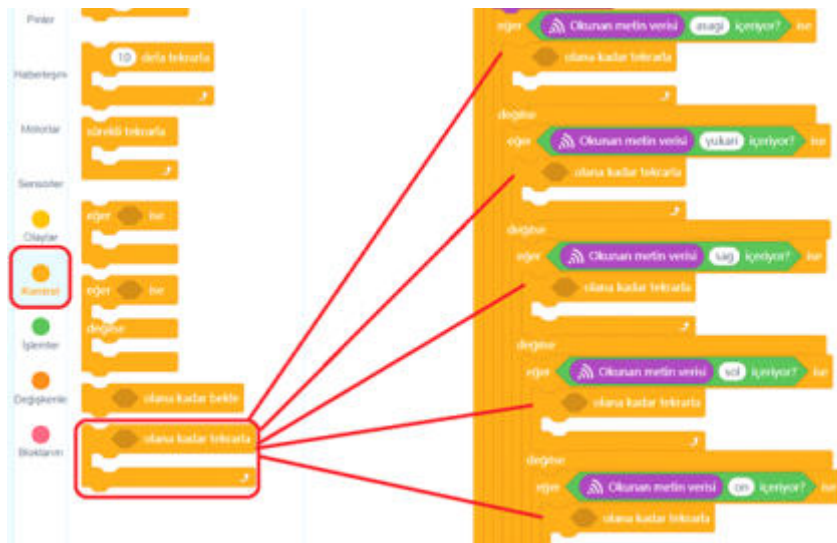 Pinler
Haberleşme
Motorlar
Sensörler
Olaylar
Kontrol
İşlemler
Değişkenle
Bloklarım
10 defa tekrarla
sürekli tekrarla
eğer ise
eğer ise
değilse
olana kadar bekle
olana kadar tekrarla
eğer Okunan metin verisi asagi içeriyor? ise
olana kadar tekrarla
değilse
eğer Okunan metin verisi yukari içeriyor? ise
olana kadar tekrarla
değilse
eğer Okunan metin verisi sag içeriyor? ise
olana kadar tekrarla
değilse
eğer Okunan metin verisi sol içeriyor? ise
olana kadar tekrarla
değilse
eğer Okunan metin verisi on içeriyor? ise
olana kadar tekrarla